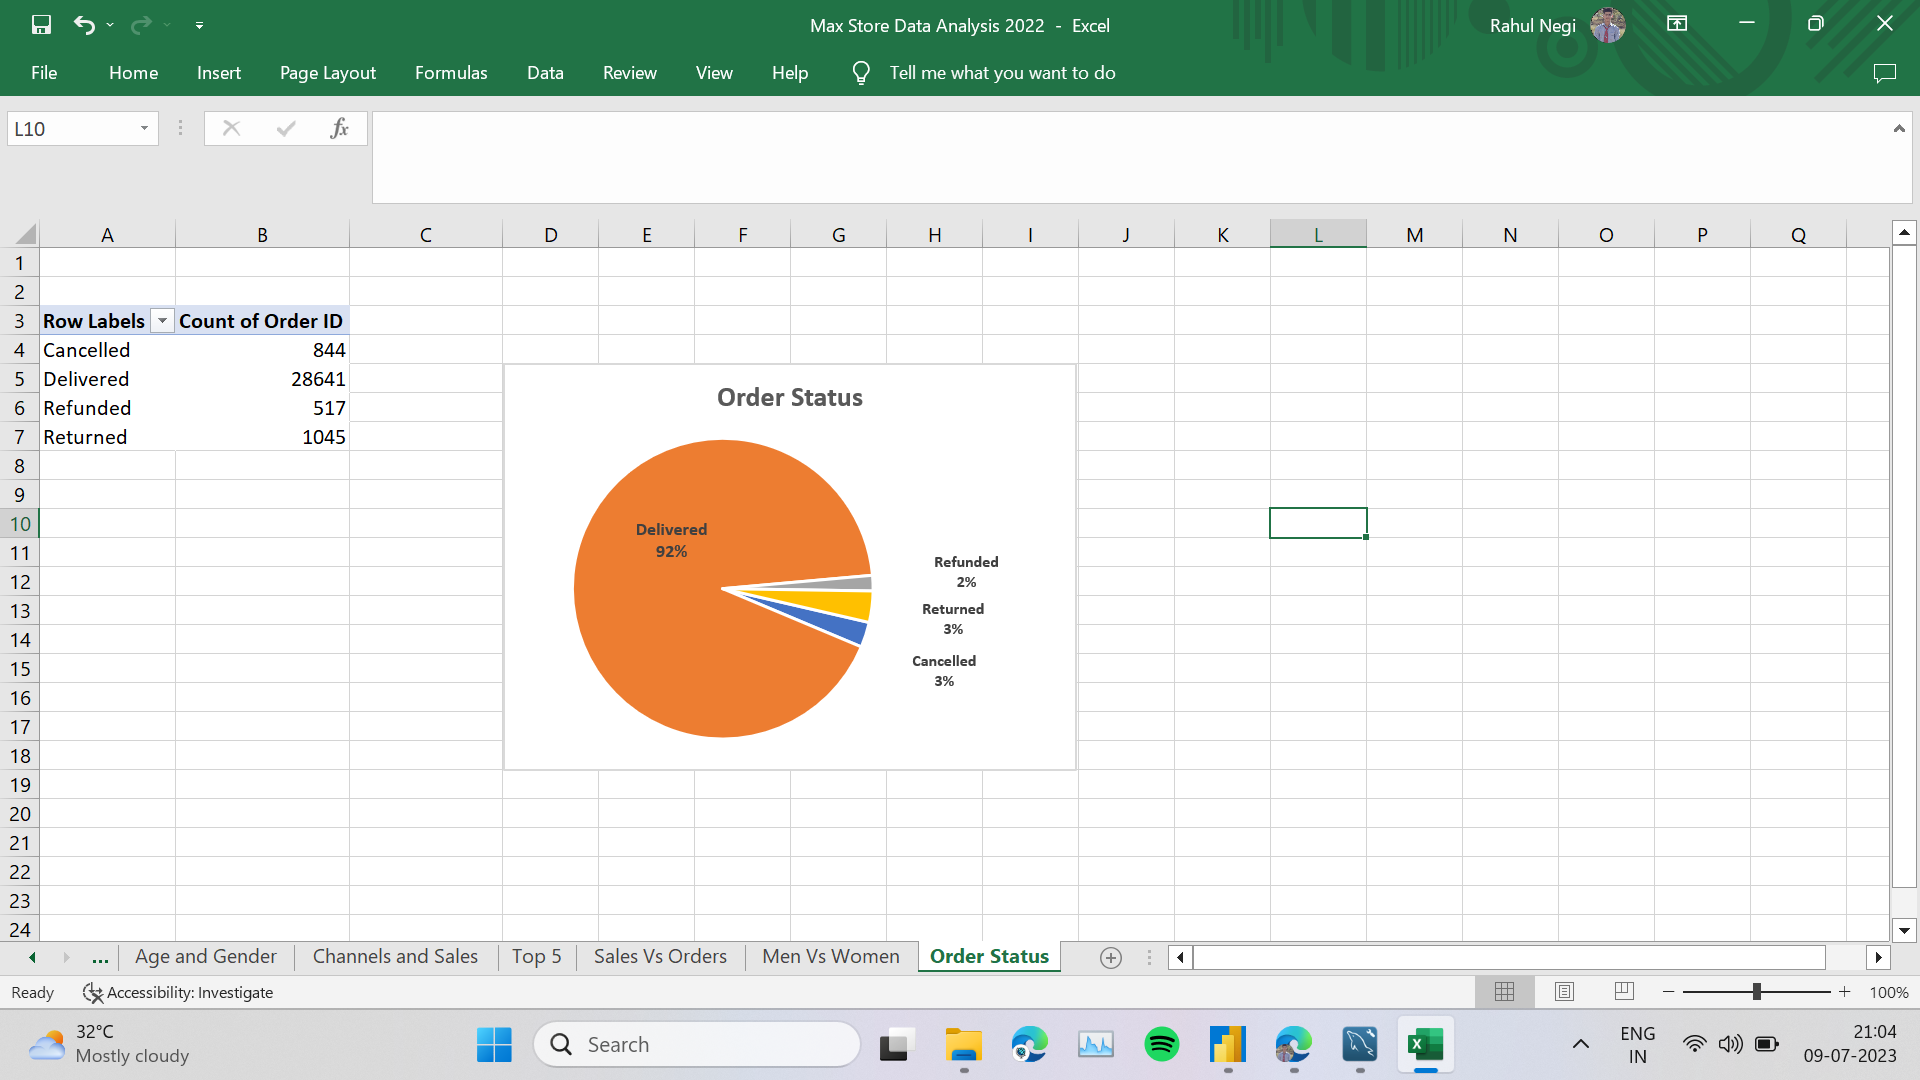 Max Store Data Analysis 2022 - Excel
Rahul Negi
File Home Insert Page Layout Formulas Data Review View Help Tell me what you want to do
L10
fx
A B C D E F G H I J K L M N O P Q
1
2
3 Row Labels Count of Order ID
4 Cancelled 844
5 Delivered 28641
6 Refunded 517
7 Returned 1045
8
9
10
11
12
13
14
15
16
17
18
19
20
21
22
23
24
Order Status
Delivered
92%
Refunded
2%
Returned
3%
Cancelled
3%
... Age and Gender Channels and Sales Top 5 Sales Vs Orders Men Vs Women Order Status
Ready Accessibility: Investigate 100%
32°C
Mostly cloudy
Search
ENG
IN
21:04
09-07-2023